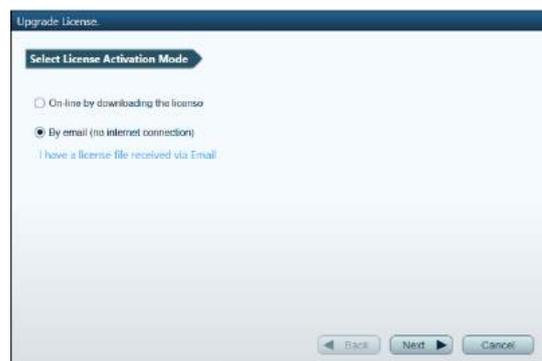 Upgrade License.
Select License Activation Mode
On-line by downloading the license
By email (no internet connection)
I have a license file received via Email
Back Next Cancel